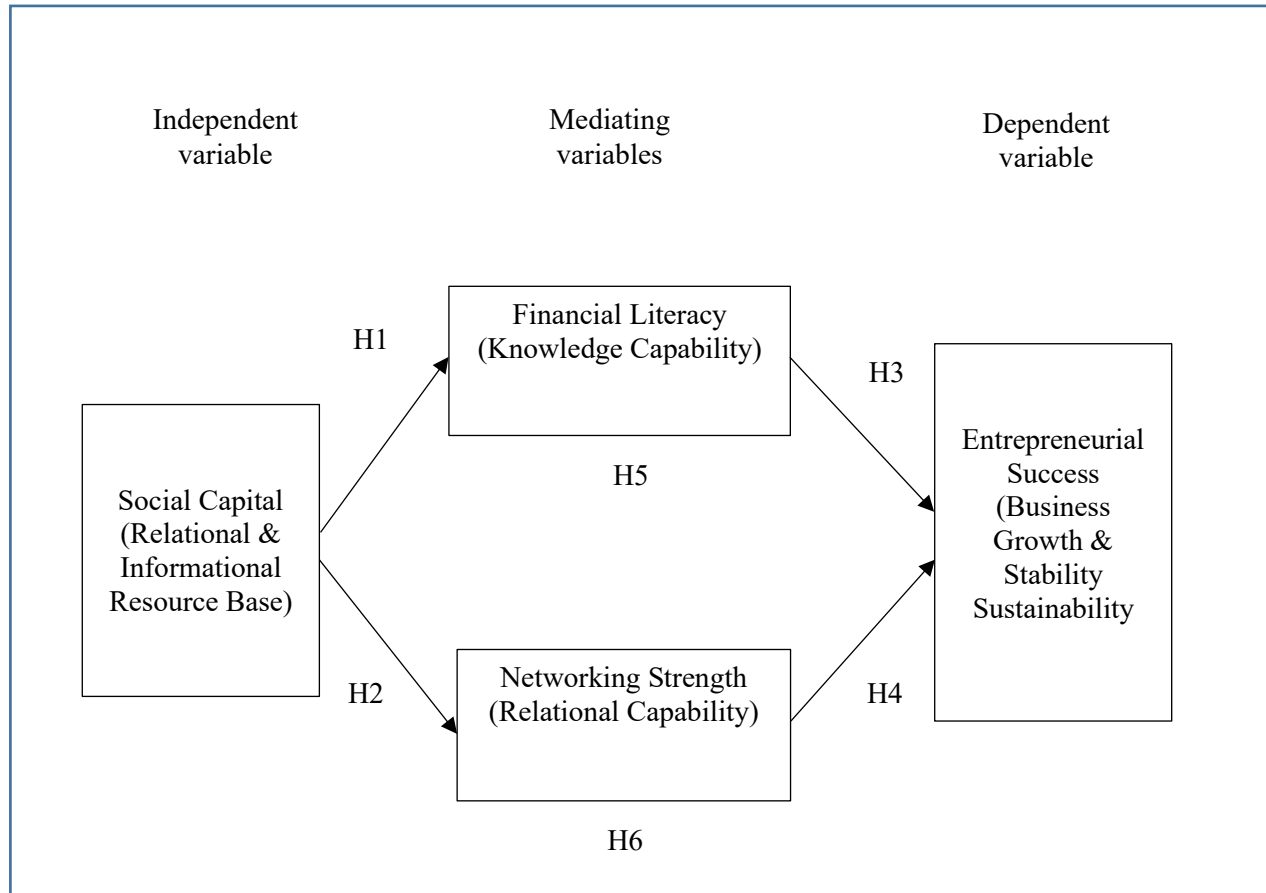 Independent
variable
Mediating
variables
Dependent
variable
H1
Financial Literacy
(Knowledge Capability)
H3
H5
Social Capital
(Relational &
Informational
Resource Base)
Entrepreneurial
Success
(Business
Growth &
Stability
Sustainability
H2
Networking Strength
(Relational Capability)
H4
H6